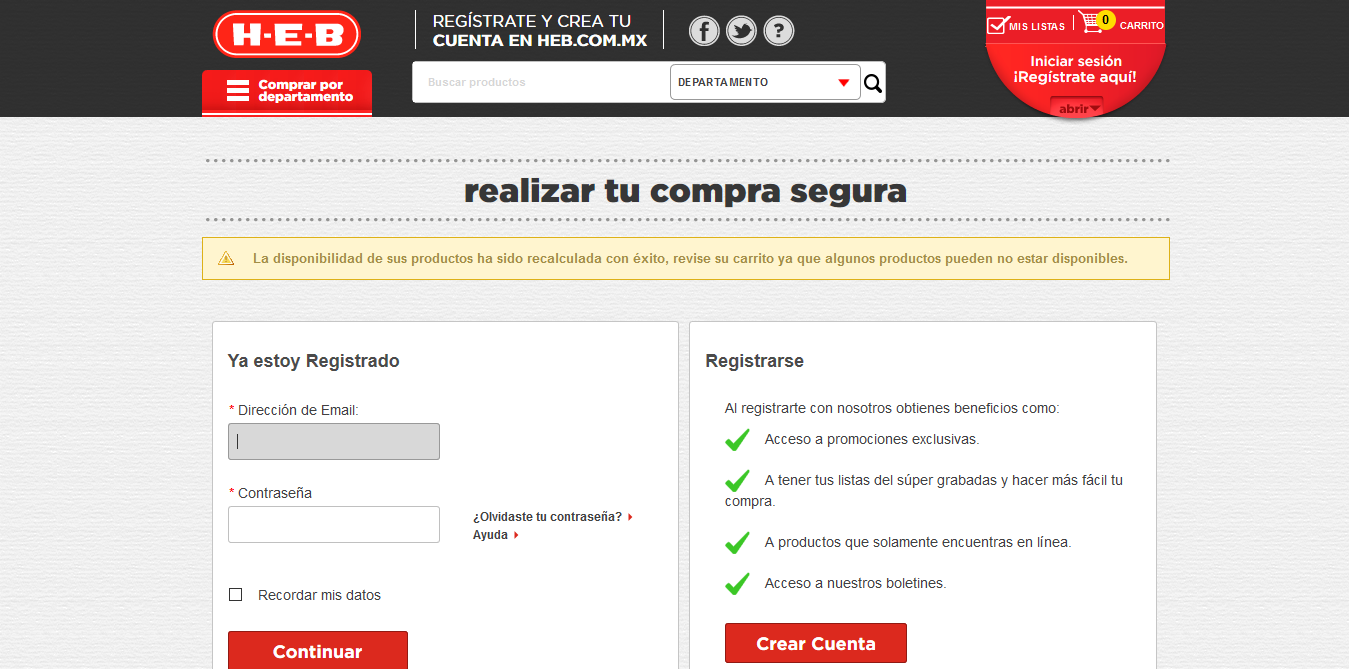 H-E-B
REGÍSTRATE Y CREA TU
CUENTA EN HEB.COM.MX
f
?
MIS LISTAS
0
CARRITO
Comprar por
departamento
Buscar productos
DEPARTAMENTO
Iniciar sesión
¡Regístrate aquí!
abrir
realizar tu compra segura
La disponibilidad de sus productos ha sido recalculada con éxito, revise su carrito ya que algunos productos pueden no estar disponibles.
Ya estoy Registrado
* Dirección de Email:
* Contraseña
¿Olvidaste tu contraseña?
Ayuda
Recordar mis datos
Continuar
Registrarse
Al registrarte con nosotros obtienes beneficios como:
Acceso a promociones exclusivas.
A tener tus listas del súper grabadas y hacer más fácil tu
compra.
A productos que solamente encuentras en línea.
Acceso a nuestros boletines.
Crear Cuenta